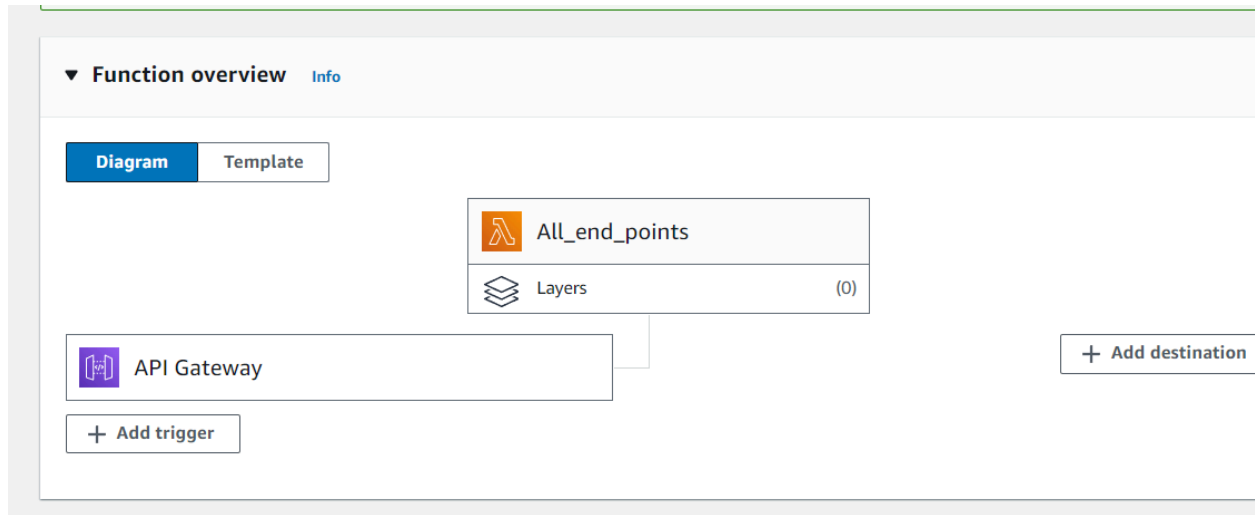 ▼ Function overview Info
Diagram Template
All_end_points
Layers (0)
API Gateway
+ Add destination
+ Add trigger